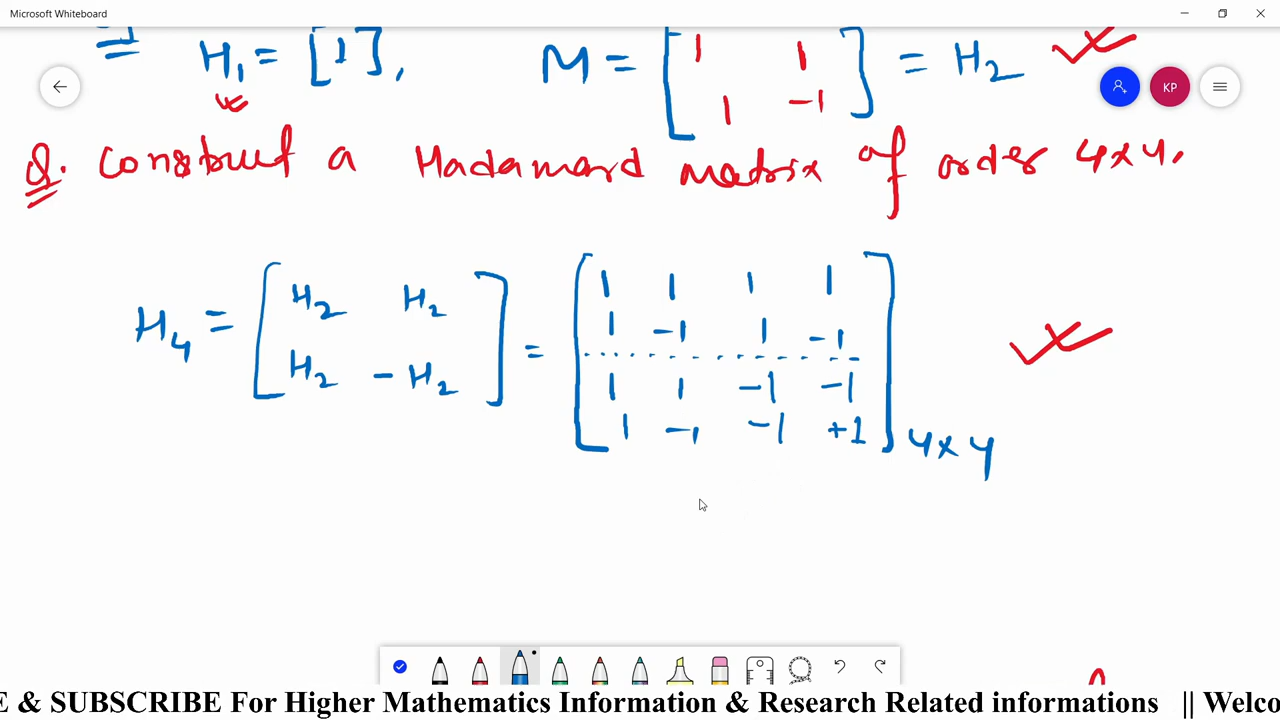 Microsoft Whiteboard
H₁ = [1], M = [1 1
1 -1] = H₂
KP
Q. Construct a Hadamard matrix of order 4×4.
H₄ = [H₂ H₂
H₂ -H₂] = [1 1 1 1
1 -1 1 -1
1 1 -1 -1
1 -1 -1 +1] 4×4
E & SUBSCRIBE For Higher Mathematics Information & Research Related informations || Welco